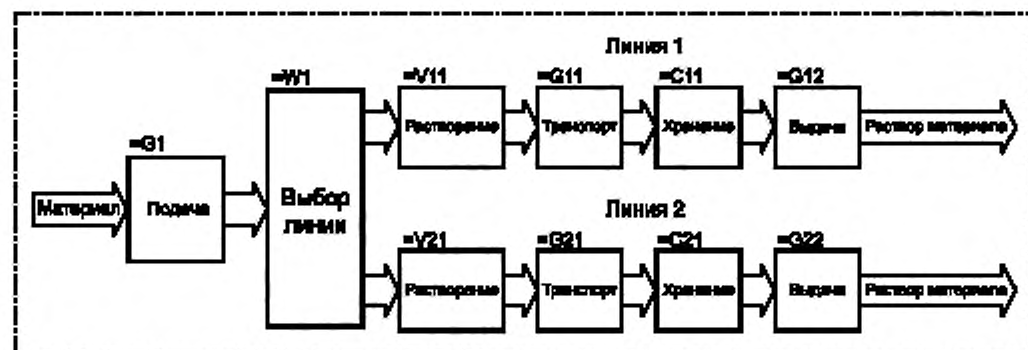 Линия 1
=W1
=V11
=G11
=C11
=G12
Растворение
Транспорт
Хранение
Выдача
Раствор материала
=G1
Материал
Подача
Выбор
линии
Линия 2
=V21
=G21
=C21
=G22
Растворение
Транспорт
Хранение
Выдача
Раствор материала